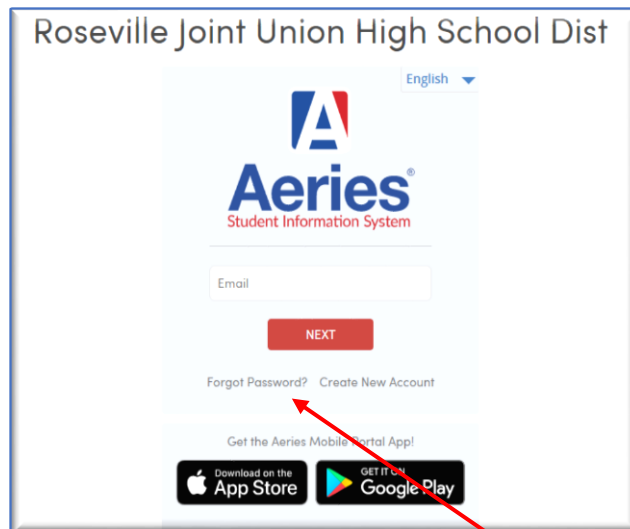 Roseville Joint Union High School Dist
English
Aeries®
Student Information System
Email
NEXT
Forgot Password? Create New Account
Get the Aeries Mobile Portal App!
Download on the App Store
GET IT ON Google Play